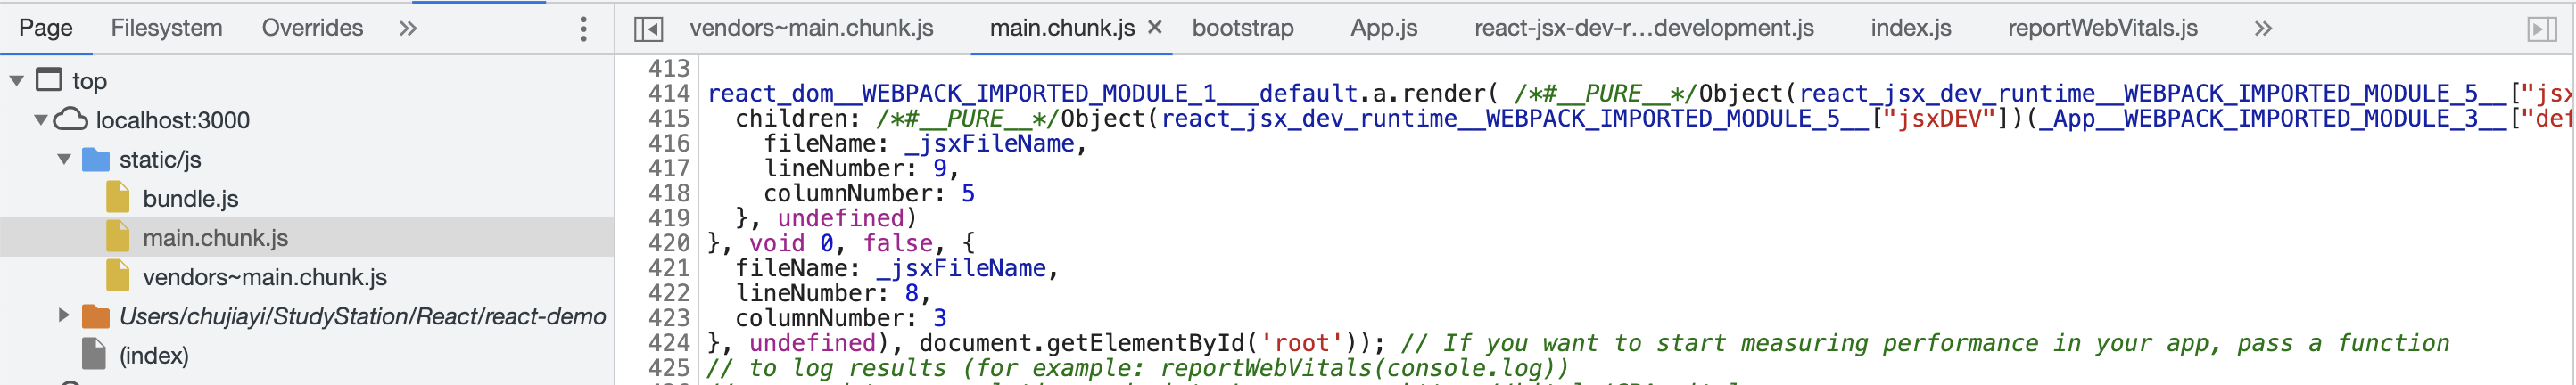 Page Filesystem Overrides »
top
localhost:3000
static/js
bundle.js
main.chunk.js
vendors~main.chunk.js
Users/chujiayi/StudyStation/React/react-demo
(index)
vendors~main.chunk.js main.chunk.js × bootstrap App.js react-jsx-dev-r…development.js index.js reportWebVitals.js »
413
414 react_dom__WEBPACK_IMPORTED_MODULE_1___default.a.render( /*#__PURE__*/Object(react_jsx_dev_runtime__WEBPACK_IMPORTED_MODULE_5__["jsx
415 children: /*#__PURE__*/Object(react_jsx_dev_runtime__WEBPACK_IMPORTED_MODULE_5__["jsxDEV"])(_App__WEBPACK_IMPORTED_MODULE_3__["def
416 fileName: _jsxFileName,
417 lineNumber: 9,
418 columnNumber: 5
419 }, undefined)
420 }, void 0, false, {
421 fileName: _jsxFileName,
422 lineNumber: 8,
423 columnNumber: 3
424 }, undefined), document.getElementById('root')); // If you want to start measuring performance in your app, pass a function
425 // to log results (for example: reportWebVitals(console.log))